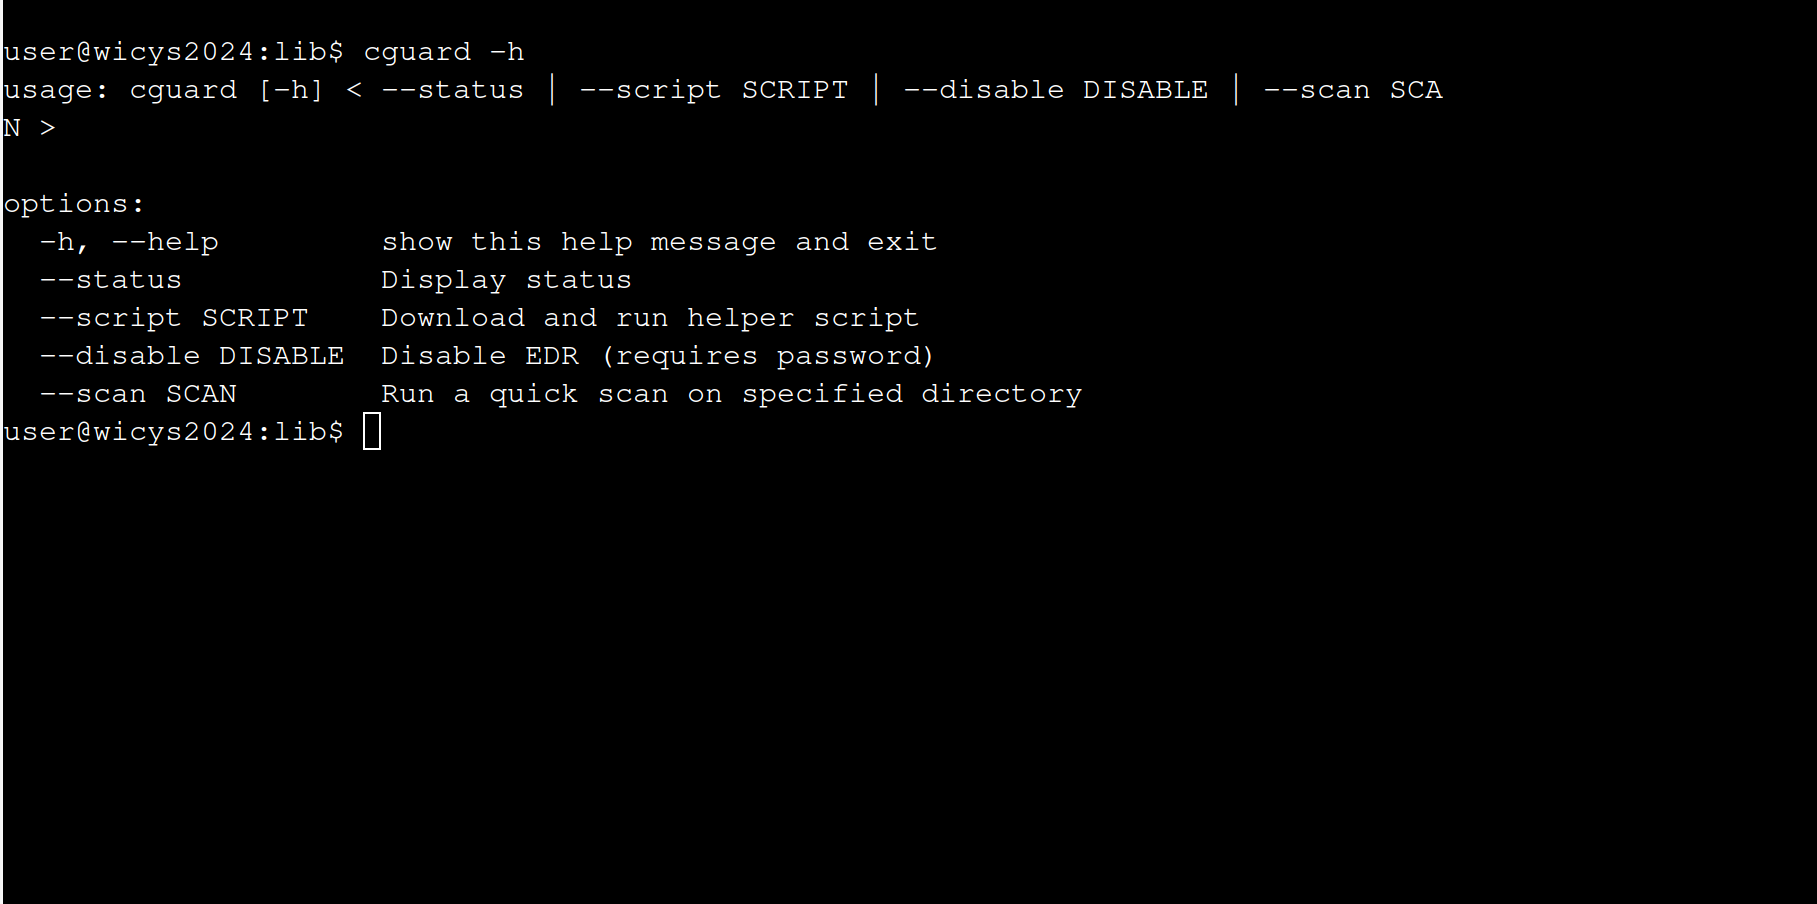 user@wicys2024:lib$ cguard -h
usage: cguard [-h] < --status | --script SCRIPT | --disable DISABLE | --scan SCA
N >
options:
  -h, --help         show this help message and exit
  --status           Display status
  --script SCRIPT    Download and run helper script
  --disable DISABLE  Disable EDR (requires password)
  --scan SCAN        Run a quick scan on specified directory
user@wicys2024:lib$